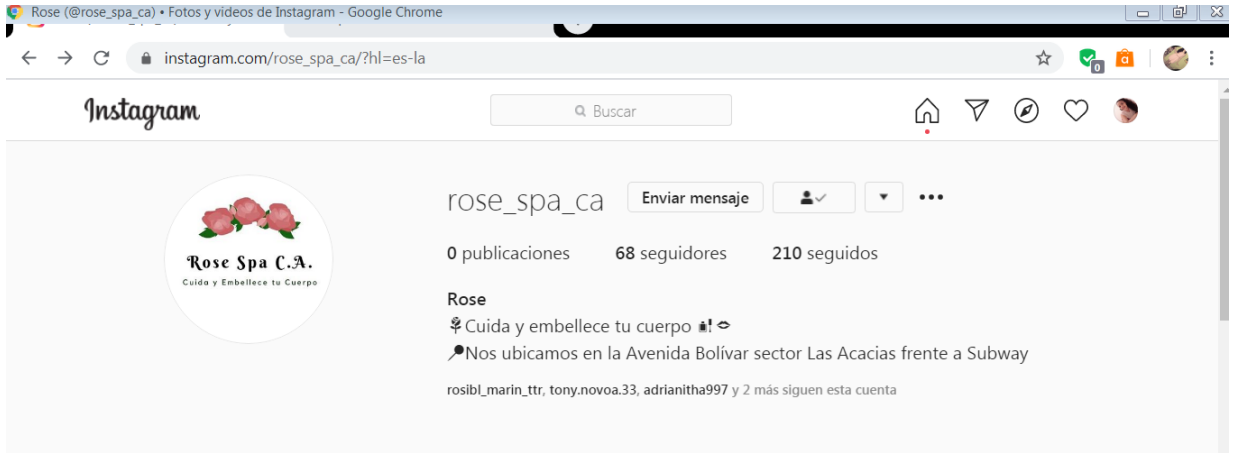 Rose (@rose_spa_ca) • Fotos y videos de Instagram - Google Chrome
instagram.com/rose_spa_ca/?hl=es-la
0
a
Instagram
Buscar
rose_spa_ca
Enviar mensaje
0 publicaciones 68 seguidores 210 seguidos
Rose Spa C.A.
Cuida y Embellece tu Cuerpo
Rose
Cuida y embellece tu cuerpo
Nos ubicamos en la Avenida Bolívar sector Las Acacias frente a Subway
rosibl_marin_ttr, tony.novoa.33, adrianitha997 y 2 más siguen esta cuenta